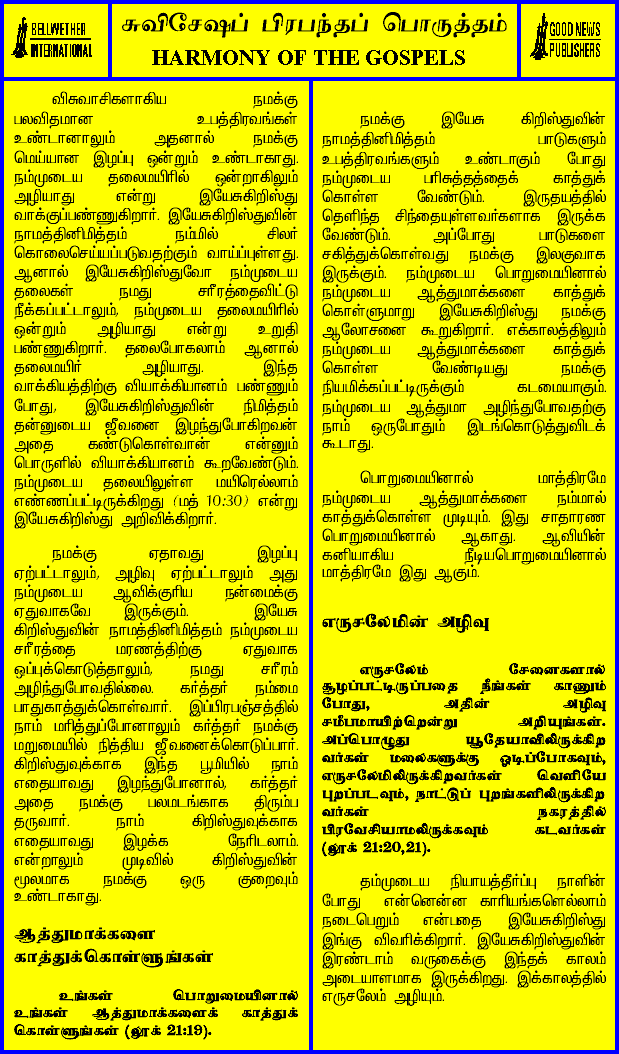 BELLWETHER
INTERNATIONAL
சுவிசேஷப் பிரபந்தப் பொருத்தம்
HARMONY OF THE GOSPELS
GOOD NEWS
PUBLISHERS
விசுவாசிகளாகிய நமக்கு
பலவிதமான உபத்திரவங்கள்
உண்டானாலும் அதனால் நமக்கு
மெய்யான இழப்பு ஒன்றும் உண்டாகாது.
நம்முடைய தலைமயிரில் ஒன்றாகிலும்
அழியாது என்று இயேசுகிறிஸ்து
வாக்குப்பண்ணுகிறார். இயேசுகிறிஸ்துவின்
நாமத்தினிமித்தம் நம்மில் சிலர்
கொலைசெய்யப்படுவதற்கும் வாய்ப்புள்ளது.
ஆனால் இயேசுகிறிஸ்துவோ நம்முடைய
தலைகள் நமது சரீரத்தைவிட்டு
நீக்கப்பட்டாலும், நம்முடைய தலைமயிரில்
ஒன்றும் அழியாது என்று உறுதி
பண்ணுகிறார். தலைபோகலாம் ஆனால்
தலைமயிர் அழியாது. இந்த
வாக்கியத்திற்கு வியாக்கியானம் பண்ணும்
போது, இயேசுகிறிஸ்துவின் நிமித்தம்
தன்னுடைய ஜீவனை இழந்துபோகிறவன்
அதை கண்டுகொள்வான் என்னும்
பொருளில் வியாக்கியானம் கூறவேண்டும்.
நம்முடைய தலையிலுள்ள மயிரெல்லாம்
எண்ணப்பட்டிருக்கிறது (மத் 10:30) என்று
இயேசுகிறிஸ்து அறிவிக்கிறார்.
நமக்கு ஏதாவது இழப்பு
ஏற்பட்டாலும், அழிவு ஏற்பட்டாலும் அது
நம்முடைய ஆவிக்குரிய நன்மைக்கு
ஏதுவாகவே இருக்கும். இயேசு
கிறிஸ்துவின் நாமத்தினிமித்தம் நம்முடைய
சரீரத்தை மரணத்திற்கு ஏதுவாக
ஒப்புக்கொடுத்தாலும், நமது சரீரம்
அழிந்துபோவதில்லை. கர்த்தர் நம்மை
பாதுகாத்துக்கொள்வார். இப்பிரபஞ்சத்தில்
நாம் மரித்துப்போனாலும் கர்த்தர் நமக்கு
மறுமையில் நித்திய ஜீவனைக்கொடுப்பார்.
கிறிஸ்துவுக்காக இந்த பூமியில் நாம்
எதையாவது இழந்துபோனால், கர்த்தர்
அதை நமக்கு பலமடங்காக திரும்ப
தருவார். நாம் கிறிஸ்துவுக்காக
எதையாவது இழக்க நேரிடலாம்.
என்றாலும் முடிவில் கிறிஸ்துவின்
மூலமாக நமக்கு ஒரு குறைவும்
உண்டாகாது.
ஆத்துமாக்களை
காத்துக்கொள்ளுங்கள்
உங்கள் பொறுமையினால்
உங்கள் ஆத்துமாக்களைக் காத்துக்
கொள்ளுங்கள் (லூக் 21:19).
நமக்கு இயேசு கிறிஸ்துவின்
நாமத்தினிமித்தம் பாடுகளும்
உபத்திரவங்களும் உண்டாகும் போது
நம்முடைய பரிசுத்தத்தைக் காத்துக்
கொள்ள வேண்டும். இருதயத்தில்
தெளிந்த சிந்தையுள்ளவர்களாக இருக்க
வேண்டும். அப்போது பாடுகளை
சகித்துக்கொள்வது நமக்கு இலகுவாக
இருக்கும். நம்முடைய பொறுமையினால்
நம்முடைய ஆத்துமாக்களை காத்துக்
கொள்ளுமாறு இயேசுகிறிஸ்து நமக்கு
ஆலோசனை கூறுகிறார். எக்காலத்திலும்
நம்முடைய ஆத்துமாக்களை காத்துக்
கொள்ள வேண்டியது நமக்கு
நியமிக்கப்பட்டிருக்கும் கடமையாகும்.
நம்முடைய ஆத்துமா அழிந்துபோவதற்கு
நாம் ஒருபோதும் இடங்கொடுத்துவிடக்
கூடாது.
பொறுமையினால் மாத்திரமே
நம்முடைய ஆத்துமாக்களை நம்மால்
காத்துக்கொள்ள முடியும். இது சாதாரண
பொறுமையினால் ஆகாது. ஆவியின்
கனியாகிய நீடியபொறுமையினால்
மாத்திரமே இது ஆகும்.
எருசலேமின் அழிவு
எருசலேம் சேனைகளால்
சூழப்பட்டிருப்பதை நீங்கள் காணும்
போது, அதின் அழிவு
சமீபமாயிற்றென்று அறியுங்கள்.
அப்பொழுது யூதேயாவிலிருக்கிற
வர்கள் மலைகளுக்கு ஓடிப்போகவும்,
எருசலேமிலிருக்கிறவர்கள் வெளியே
புறப்படவும், நாட்டுப் புறங்களிலிருக்கிற
வர்கள் நகரத்தில்
பிரவேசியாமலிருக்கவும் கடவர்கள்
(லூக் 21:20,21).
தம்முடைய நியாயத்தீர்ப்பு நாளின்
போது என்னென்ன காரியங்களெல்லாம்
நடைபெறும் என்பதை இயேசுகிறிஸ்து
இங்கு விவரிக்கிறார். இயேசுகிறிஸ்துவின்
இரண்டாம் வருகைக்கு இந்தக் காலம்
அடையாளமாக இருக்கிறது. இக்காலத்தில்
எருசலேம் அழியும்.